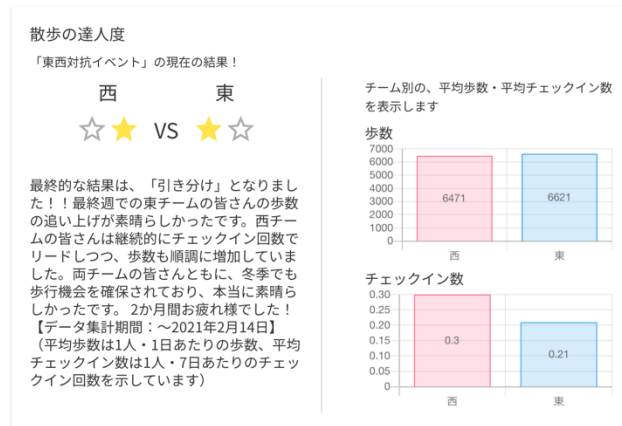 散歩の達人度
「東西対抗イベント」の現在の結果！
西 東
☆★ VS ★☆
最終的な結果は、「引き分け」となりまし
た！！最終週での東チームの皆さんの歩数
の追い上げが素晴らしかったです。西チー
ムの皆さんは継続的にチェックイン回数で
リードしつつ、歩数も順調に増加していま
した。両チームの皆さんともに、冬季でも
歩行機会を確保されており、本当に素晴ら
しかったです。 2か月間お疲れ様でした！
【データ集計期間：～2021年2月14日】
（平均歩数は1人・1日あたりの歩数、平均
チェックイン数は1人・7日あたりのチェッ
クイン回数を示しています）
チーム別の、平均歩数・平均チェックイン数
を表示します
歩数
7000
6000
5000
4000
3000
2000
1000
0
6471 6621
西 東
チェックイン数
0.30
0.25
0.20
0.15
0.10
0.05
0
0.3 0.21
西 東